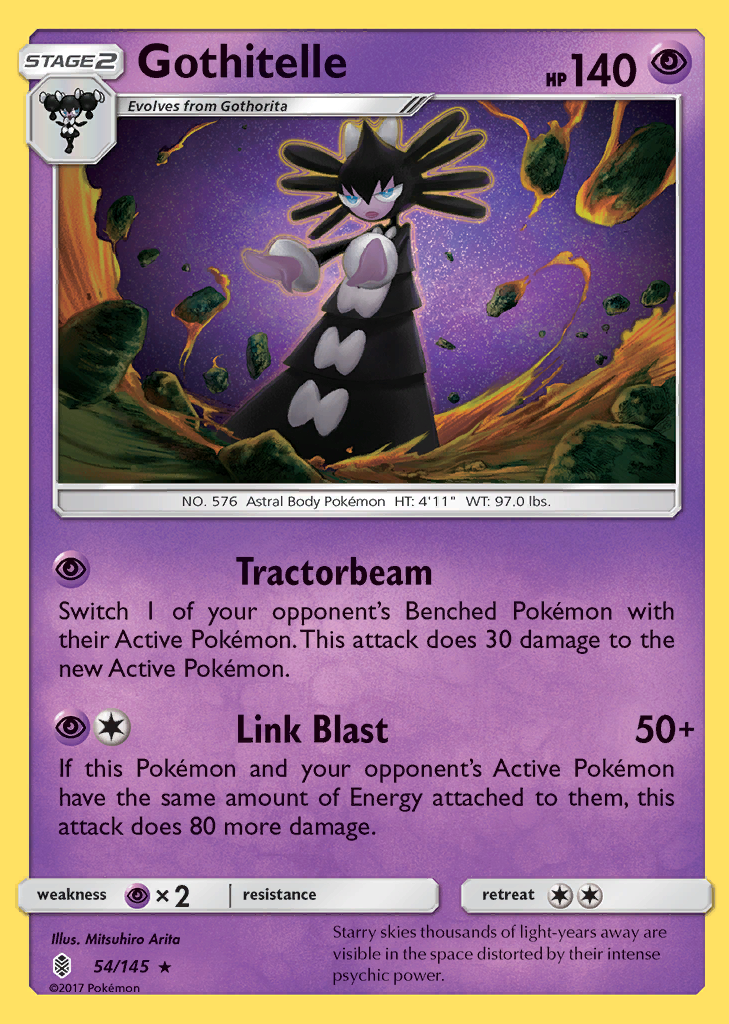 STAGE2
Gothitelle
HP 140
Evolves from Gothorita
NO. 576 Astral Body Pokémon HT: 4'11" WT: 97.0 lbs.
Tractorbeam
Switch 1 of your opponent's Benched Pokémon with
their Active Pokémon. This attack does 30 damage to the
new Active Pokémon.
Link Blast 50+
If this Pokémon and your opponent's Active Pokémon
have the same amount of Energy attached to them, this
attack does 80 more damage.
weakness ×2 resistance retreat
Illus. Mitsuhiro Arita
54/145 ★
©2017 Pokémon
Starry skies thousands of light-years away are
visible in the space distorted by their intense
psychic power.